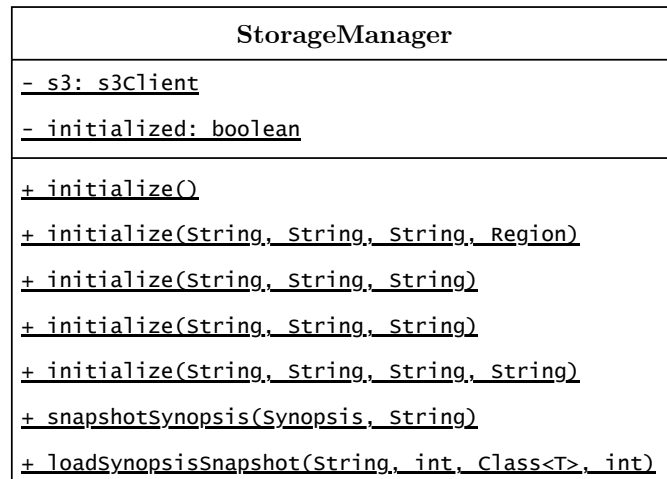 StorageManager
- s3: s3Client
- initialized: boolean
+ initialize()
+ initialize(String, String, String, Region)
+ initialize(String, String, String)
+ initialize(String, String, String)
+ initialize(String, String, String, String)
+ snapshotSynopsis(Synopsis, String)
+ loadSynopsisSnapshot(String, int, Class<T>, int)